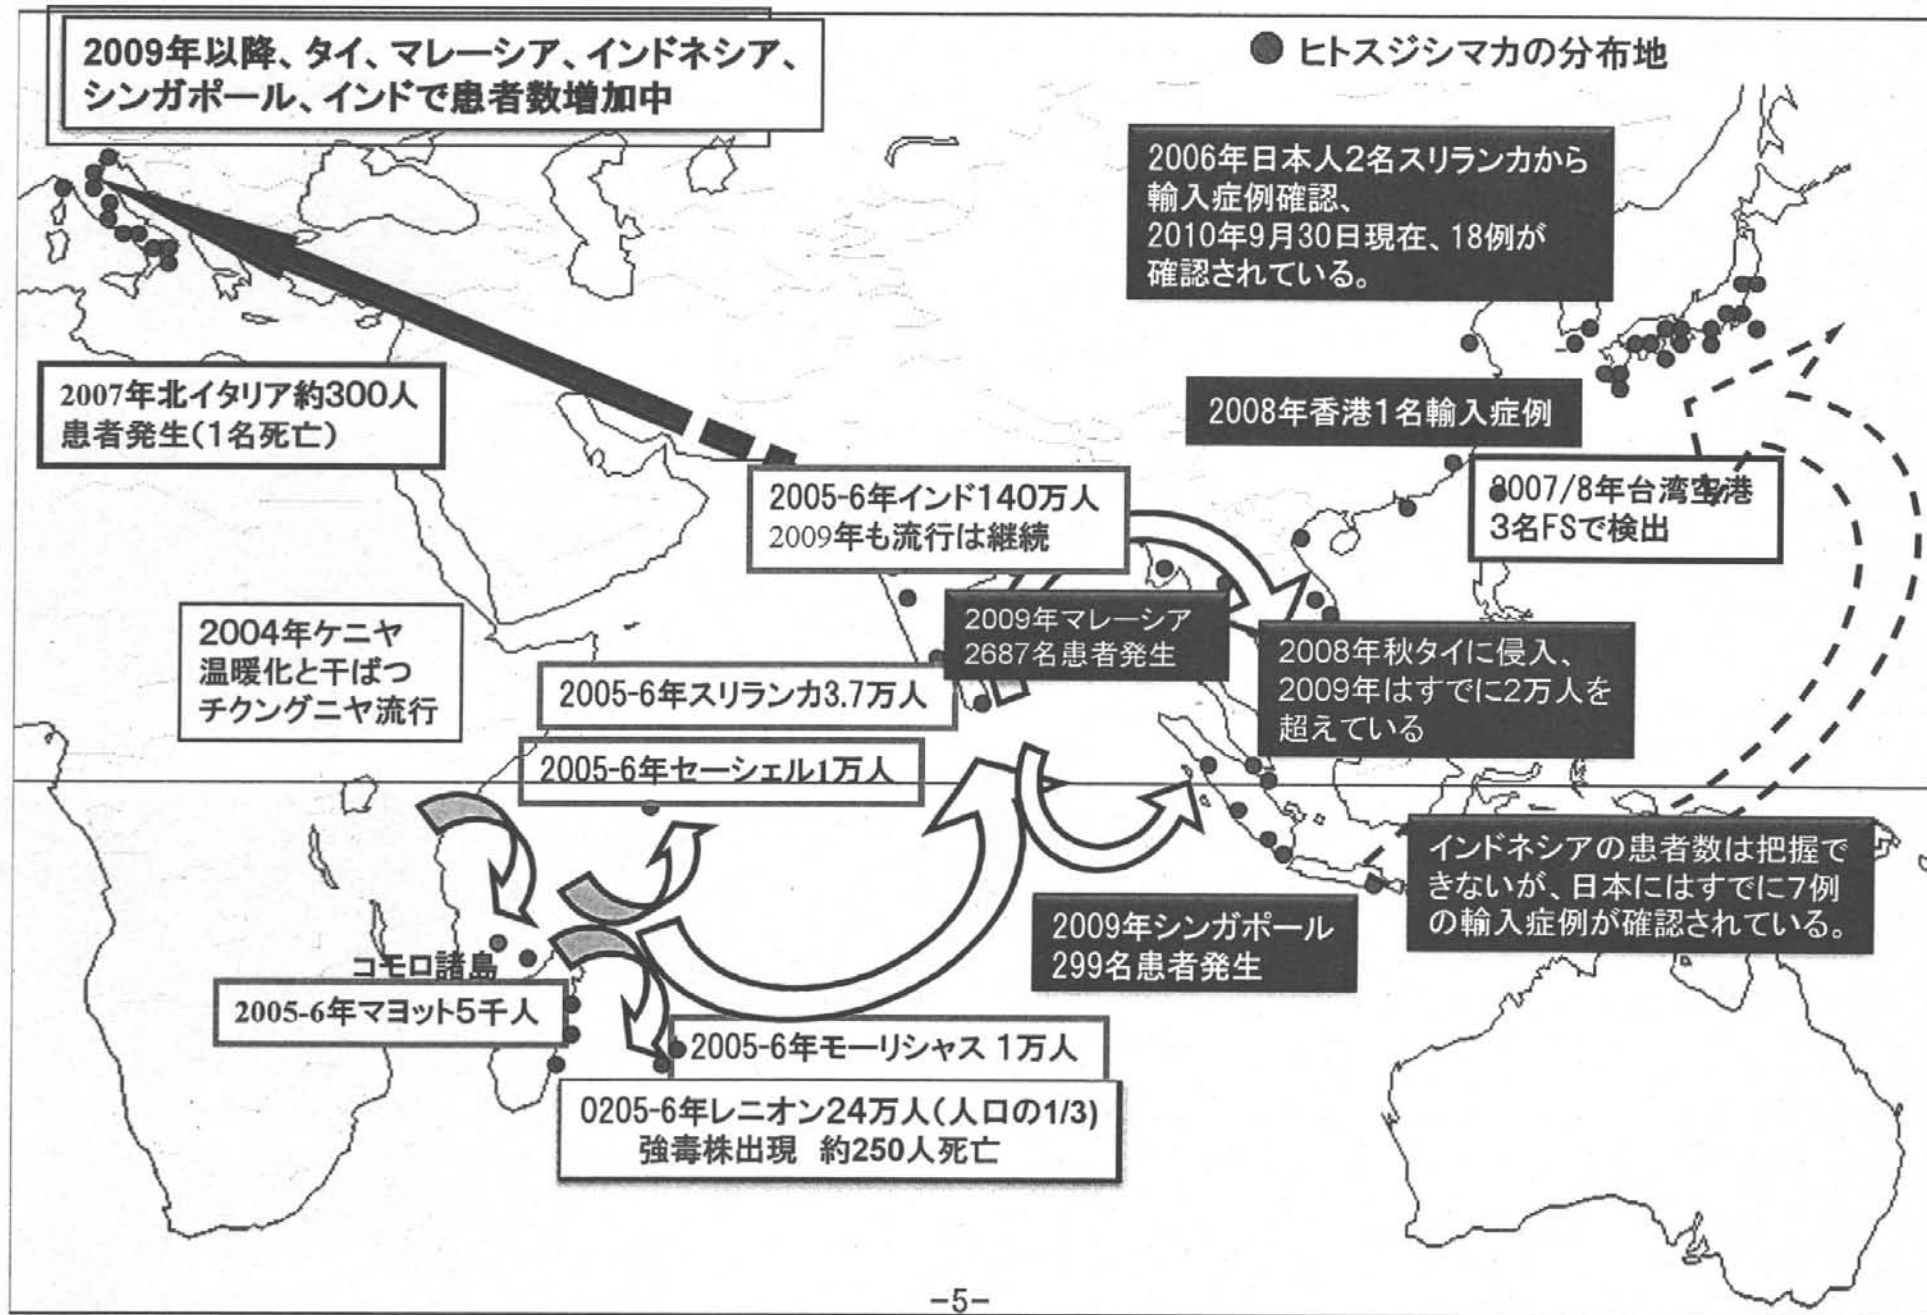 2009年以降、タイ、マレーシア、インドネシア、
シンガポール、インドで患者数増加中
● ヒトスジシマカの分布地
2006年日本人2名スリランカから
輸入症例確認、
2010年9月30日現在、18例が
確認されている。
2007年北イタリア約300人
患者発生(1名死亡)
2008年香港1名輸入症例
2005-6年インド140万人
2009年も流行は継続
2007/8年台湾空港
3名FSで検出
2004年ケニヤ
温暖化と干ばつ
チクングニヤ流行
2009年マレーシア
2687名患者発生
2008年秋タイに侵入、
2009年はすでに2万人を
超えている
2005-6年スリランカ3.7万人
2005-6年セーシェル1万人
インドネシアの患者数は把握で
きないが、日本にはすでに7例
の輸入症例が確認されている。
2009年シンガポール
299名患者発生
コモロ諸島
2005-6年マヨット5千人
2005-6年モーリシャス 1万人
0205-6年レニオン24万人(人口の1/3)
強毒株出現 約250人死亡
-5-